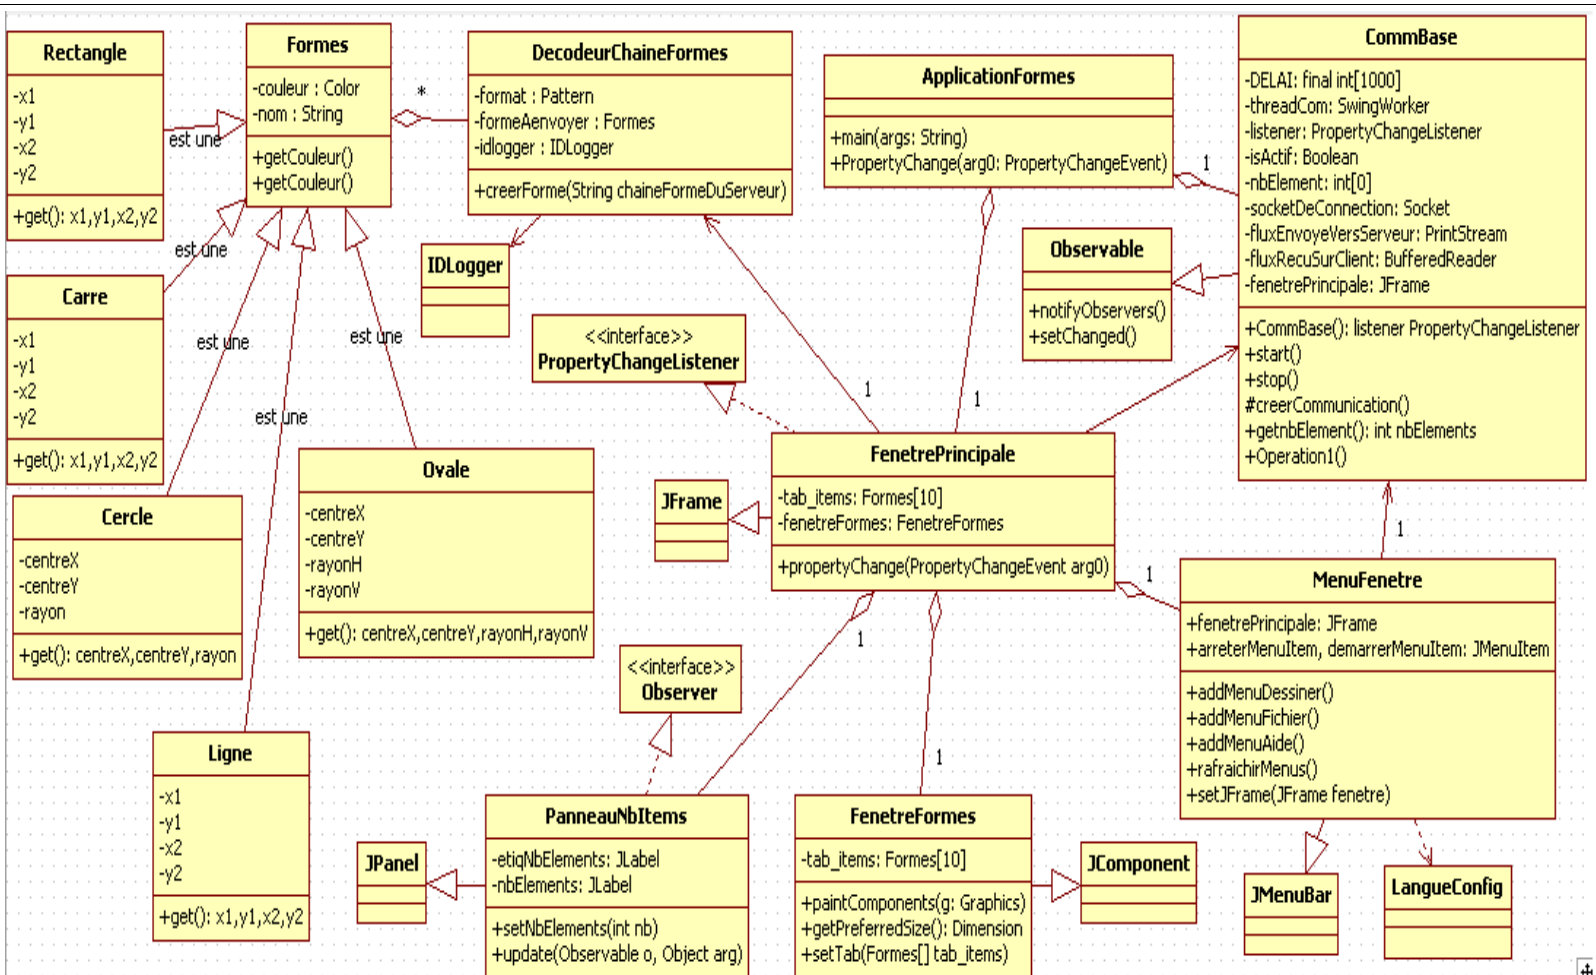 Rectangle
-x1
-y1
-x2
-y2
+get(): x1,y1,x2,y2
est une
Formes
-couleur : Color
-nom : String
+getCouleur()
+getCouleur()
*
DecodeurChaineFormes
-format : Pattern
-formeAenvoyer : Formes
-idlogger : IDLogger
+creerForme(String chaineFormeDuServeur)
ApplicationFormes
+main(args: String)
+PropertyChange(arg0: PropertyChangeEvent)
1
CommBase
-DELAI: final int[1000]
-threadCom: SwingWorker
-listener: PropertyChangeListener
-isActif: Boolean
-nbElement: int[0]
-socketDeConnection: Socket
-fluxEnvoyeVersServeur: PrintStream
-fluxRecuSurClient: BufferedReader
-fenetrePrincipale: JFrame
+CommBase(): listener PropertyChangeListener
+start()
+stop()
#creerCommunication()
+getnbElement(): int nbElements
+Operation1()
Observable
+notifyObservers()
+setChanged()
est une
IDLogger
Carre
-x1
-y1
-x2
-y2
+get(): x1,y1,x2,y2
est une
est une
est une
<<interface>>
PropertyChangeListener
1
1
Cercle
-centreX
-centreY
-rayon
+get(): centreX,centreY,rayon
Ovale
-centreX
-centreY
-rayonH
-rayonV
+get(): centreX,centreY,rayonH,rayonV
JFrame
FenetrePrincipale
-tab_items: Formes[10]
-fenetreFormes: FenetreFormes
+propertyChange(PropertyChangeEvent arg0)
1
1
1
1
MenuFenetre
+fenetrePrincipale: JFrame
+arreterMenuItem, demarrerMenuItem: JMenuItem
+addMenuDessiner()
+addMenuFichier()
+addMenuAide()
+rafraichirMenus()
+setJFrame(JFrame fenetre)
<<interface>>
Observer
Ligne
-x1
-y1
-x2
-y2
+get(): x1,y1,x2,y2
JPanel
PanneauNbItems
-etiqNbElements: JLabel
-nbElements: JLabel
+setNbElements(int nb)
+update(Observable o, Object arg)
FenetreFormes
-tab_items: Formes[10]
+paintComponents(g: Graphics)
+getPreferredSize(): Dimension
+setTab(Formes[] tab_items)
JComponent
JMenuBar
LangueConfig